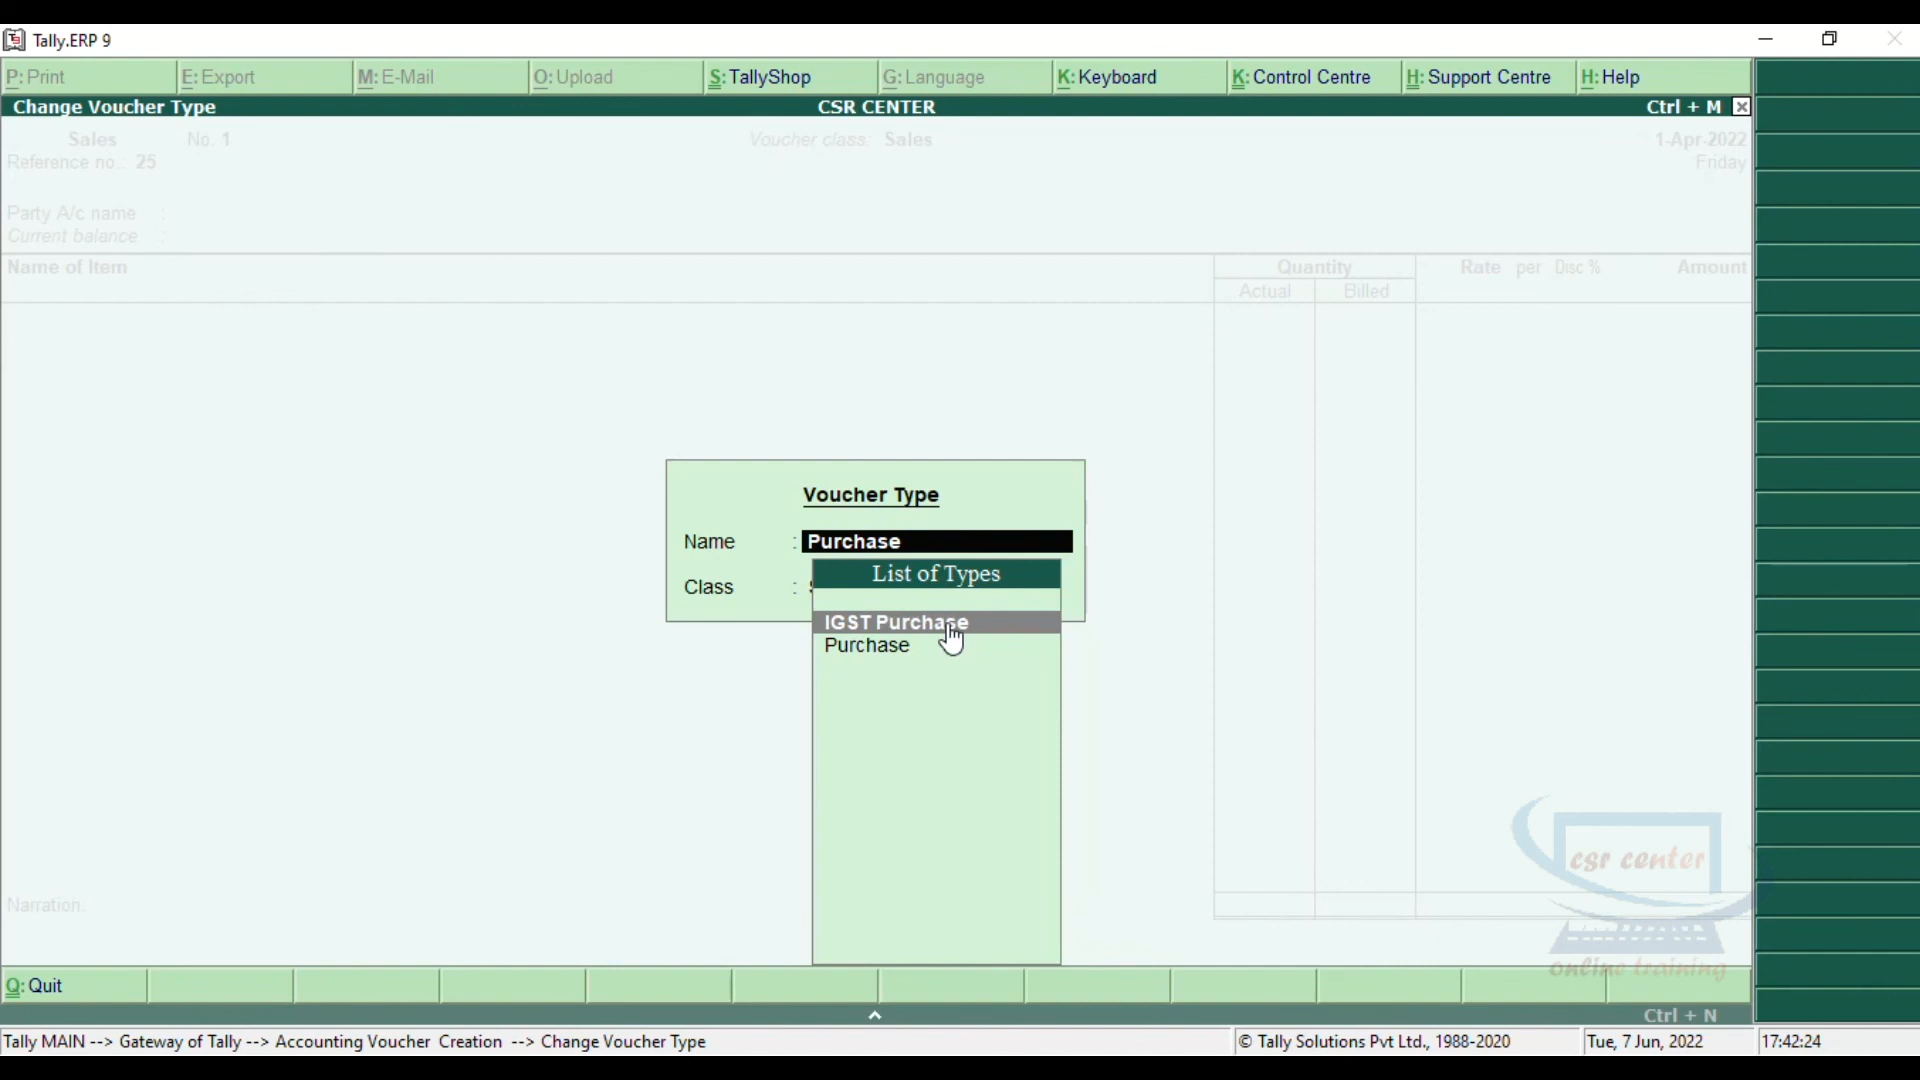 Tally.ERP 9
P: Print E: Export M: E-Mail O: Upload S: TallyShop G: Language K: Keyboard K: Control Centre H: Support Centre H: Help
Change Voucher Type CSR CENTER Ctrl + M
Sales No. 1 Voucher class: Sales 1-Apr-2022
Reference no.: 25 Friday
Party A/c name :
Current balance :
Name of Item Quantity Rate per Disc % Amount
Actual Billed
Voucher Type
Name : Purchase
List of Types
Class :
IGST Purchase
Purchase
csr center
Narration:
online training
Q: Quit
Ctrl + N
Tally MAIN --> Gateway of Tally --> Accounting Voucher Creation --> Change Voucher Type © Tally Solutions Pvt Ltd., 1988-2020 Tue, 7 Jun, 2022 17:42:24